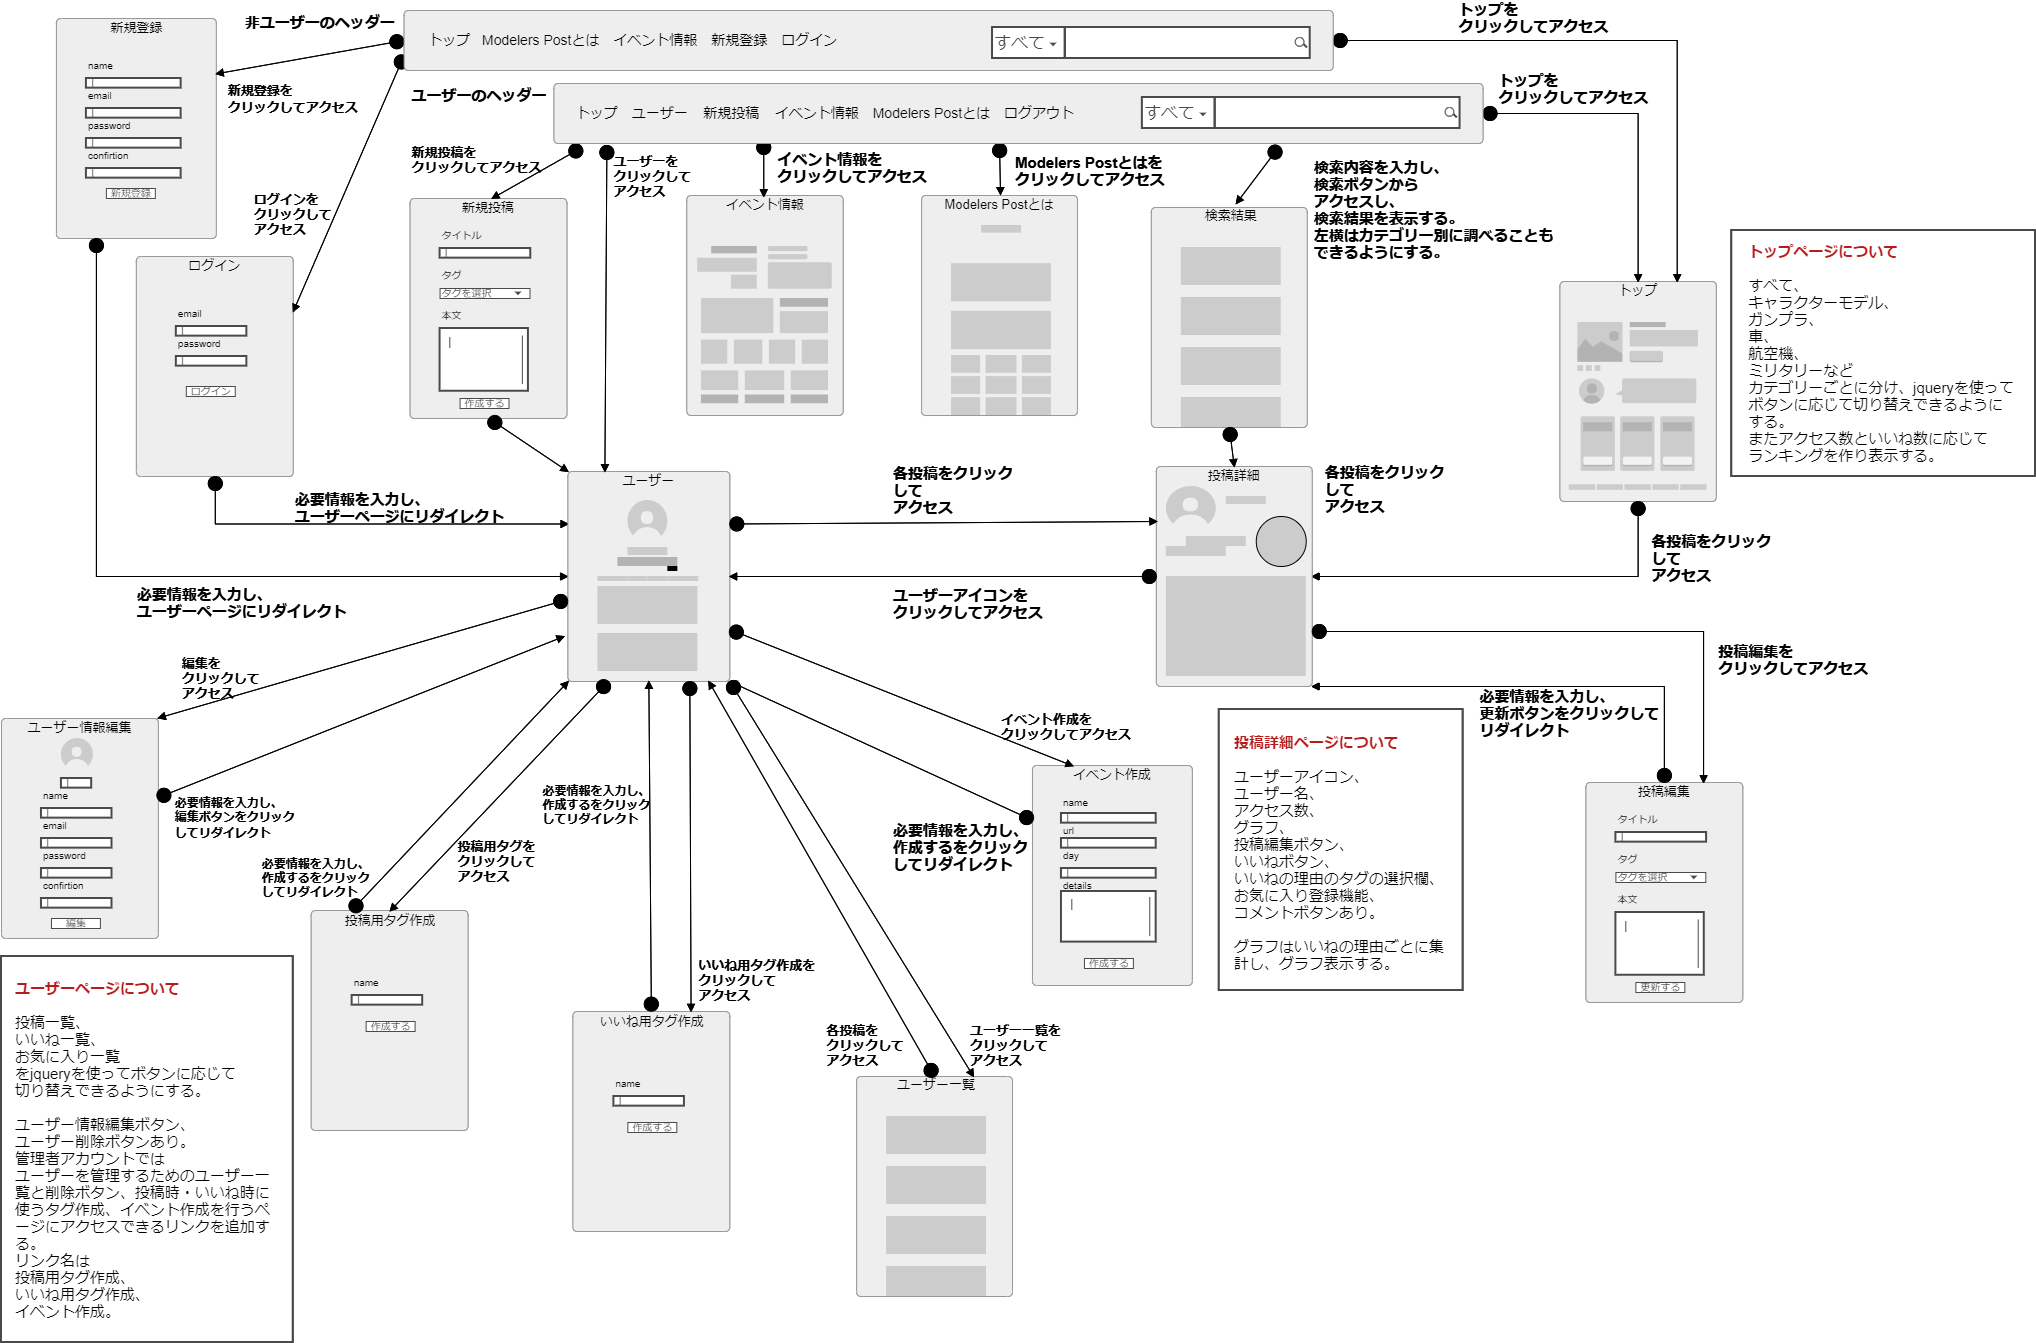 新規登録
name
email
password
confirtion
新規登録
非ユーザーのヘッダー
トップ Modelers Postとは イベント情報 新規登録 ログイン
すべて
トップを
クリックしてアクセス
新規登録を
クリックしてアクセス
ユーザーのヘッダー
トップ ユーザー 新規投稿 イベント情報 Modelers Postとは ログアウト
すべて
トップを
クリックしてアクセス
ログインを
クリックして
アクセス
新規投稿を
クリックしてアクセス
ユーザーを
クリックして
アクセス
イベント情報を
クリックしてアクセス
Modelers Postとはを
クリックしてアクセス
検索内容を入力し、
検索ボタンから
アクセスし、
検索結果を表示する。
左横はカテゴリー別に調べることも
できるようにする。
ログイン
email
password
ログイン
新規投稿
タイトル
タグ
タグを選択
本文
作成する
イベント情報
Modelers Postとは
検索結果
トップ
トップページについて
すべて、
キャラクターモデル、
ガンプラ、
車、
航空機、
ミリタリーなど
カテゴリーごとに分け、jqueryを使って
ボタンに応じて切り替えできるように
する。
またアクセス数といいね数に応じて
ランキングを作り表示する。
必要情報を入力し、
ユーザーページにリダイレクト
必要情報を入力し、
ユーザーページにリダイレクト
ユーザー
各投稿をクリック
して
アクセス
投稿詳細
各投稿をクリック
して
アクセス
各投稿をクリック
して
アクセス
ユーザーアイコンを
クリックしてアクセス
編集を
クリックして
アクセス
ユーザー情報編集
name
email
password
confirtion
編集
必要情報を入力し、
編集ボタンをクリック
してリダイレクト
必要情報を入力し、
作成するをクリック
してリダイレクト
投稿用タグを
クリックして
アクセス
必要情報を入力し、
作成するをクリック
してリダイレクト
イベント作成を
クリックしてアクセス
必要情報を入力し、
作成するをクリック
してリダイレクト
イベント作成
name
url
day
details
作成する
投稿詳細ページについて
ユーザーアイコン、
ユーザー名、
アクセス数、
グラフ、
投稿編集ボタン、
いいねボタン、
いいねの理由のタグの選択欄、
お気に入り登録機能、
コメントボタンあり。
グラフはいいねの理由ごとに集
計し、グラフ表示する。
投稿編集を
クリックしてアクセス
必要情報を入力し、
更新ボタンをクリックして
リダイレクト
投稿編集
タイトル
タグ
タグを選択
本文
更新する
投稿用タグ作成
name
作成する
いいね用タグ作成を
クリックして
アクセス
いいね用タグ作成
name
作成する
各投稿を
クリックして
アクセス
ユーザー一覧を
クリックして
アクセス
ユーザー一覧
ユーザーページについて
投稿一覧、
いいね一覧、
お気に入り一覧
をjqueryを使ってボタンに応じて
切り替えできるようにする。
ユーザー情報編集ボタン、
ユーザー削除ボタンあり。
管理者アカウントでは
ユーザーを管理するためのユーザー一
覧と削除ボタン、投稿時・いいね時に
使うタグ作成、イベント作成を行うペ
ージにアクセスできるリンクを追加す
る。
リンク名は
投稿用タグ作成、
いいね用タグ作成、
イベント作成。